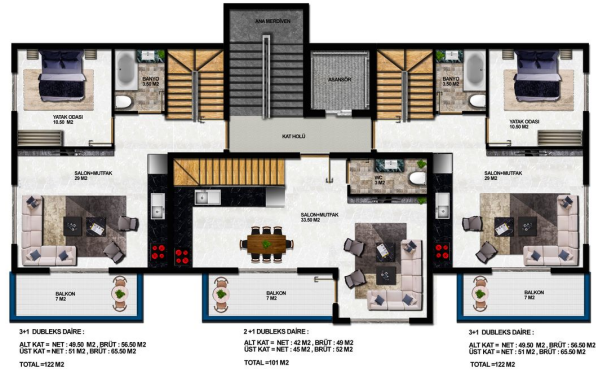 ANA MERDİVEN
YATAK ODASI
10.50 M2
BANYO
3.50 M2
ASANSÖR
BANYO
3.50 M2
YATAK ODASI
10.50 M2
KAT HOLÜ
SALON+MUTFAK
29 M2
WC
3 M2
SALON+MUTFAK
29 M2
SALON+MUTFAK
33.50 M2
BALKON
7 M2
BALKON
7 M2
BALKON
7 M2
3+1 DUBLEKS DAİRE :
ALT KAT = NET : 49.50 M2 , BRÜT : 56.50 M2
ÜST KAT = NET : 51 M2 , BRÜT : 65.50 M2
TOTAL =122 M2
2 +1 DUBLEKS DAİRE :
ALT KAT = NET : 42 M2 , BRÜT : 49 M2
ÜST KAT = NET : 45 M2 , BRÜT : 52 M2
TOTAL =101 M2
3+1 DUBLEKS DAİRE :
ALT KAT = NET : 49.50 M2 , BRÜT : 56.50 M2
ÜST KAT = NET : 51 M2 , BRÜT : 65.50 M2
TOTAL =122 M2